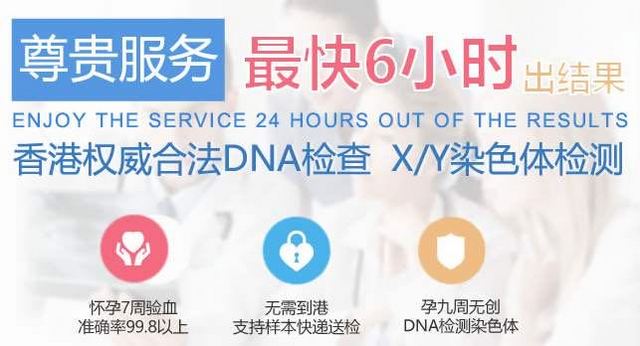 尊贵服务 最快6小时出结果
ENJOY THE SERVICE 24 HOURS OUT OF THE RESULTS
香港权威合法DNA检查 X/Y染色体检测
怀孕7周验血
准确率99.8以上
无需到港
支持样本快递送检
孕九周无创
DNA检测染色体